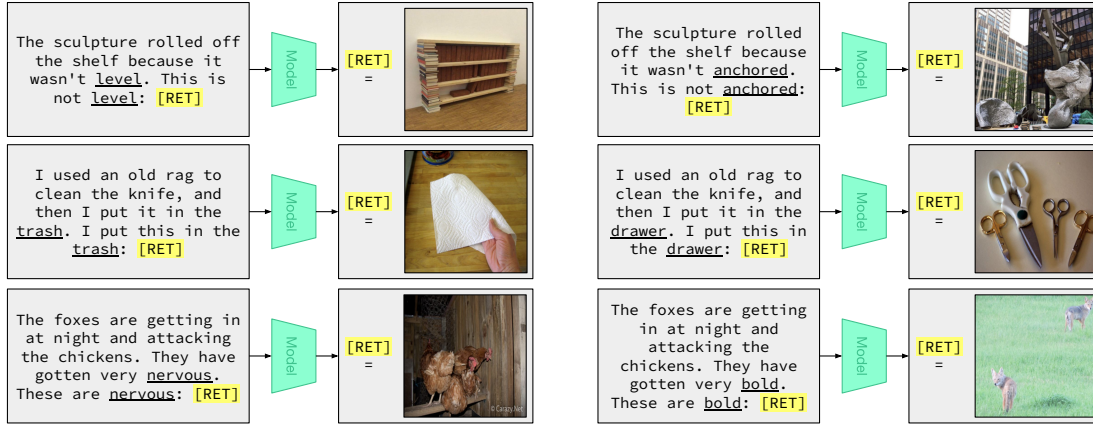 The sculpture rolled off
the shelf because it
wasn't level. This is
not level: [RET]
Model
[RET]
=
The sculpture rolled
off the shelf because
it wasn't anchored.
This is not anchored:
[RET]
Model
[RET]
=
I used an old rag to
clean the knife, and
then I put it in the
trash. I put this in the
trash: [RET]
Model
[RET]
=
I used an old rag to
clean the knife, and
then I put it in the
drawer. I put this in
the drawer: [RET]
Model
[RET]
=
The foxes are getting in
at night and attacking
the chickens. They have
gotten very nervous.
These are nervous: [RET]
Model
[RET]
=
The foxes are getting
in at night and
attacking the
chickens. They have
gotten very bold.
These are bold: [RET]
Model
[RET]
=